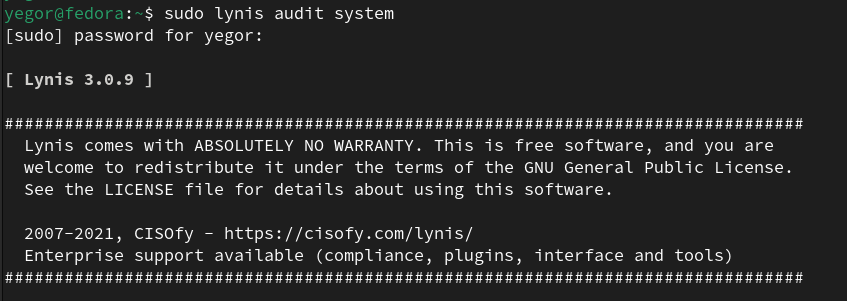 yegor@fedora:~$ sudo lynis audit system
[sudo] password for yegor:
[ Lynis 3.0.9 ]
################################################################################
Lynis comes with ABSOLUTELY NO WARRANTY. This is free software, and you are
welcome to redistribute it under the terms of the GNU General Public License.
See the LICENSE file for details about using this software.
2007-2021, CISOfy - https://cisofy.com/lynis/
Enterprise support available (compliance, plugins, interface and tools)
################################################################################